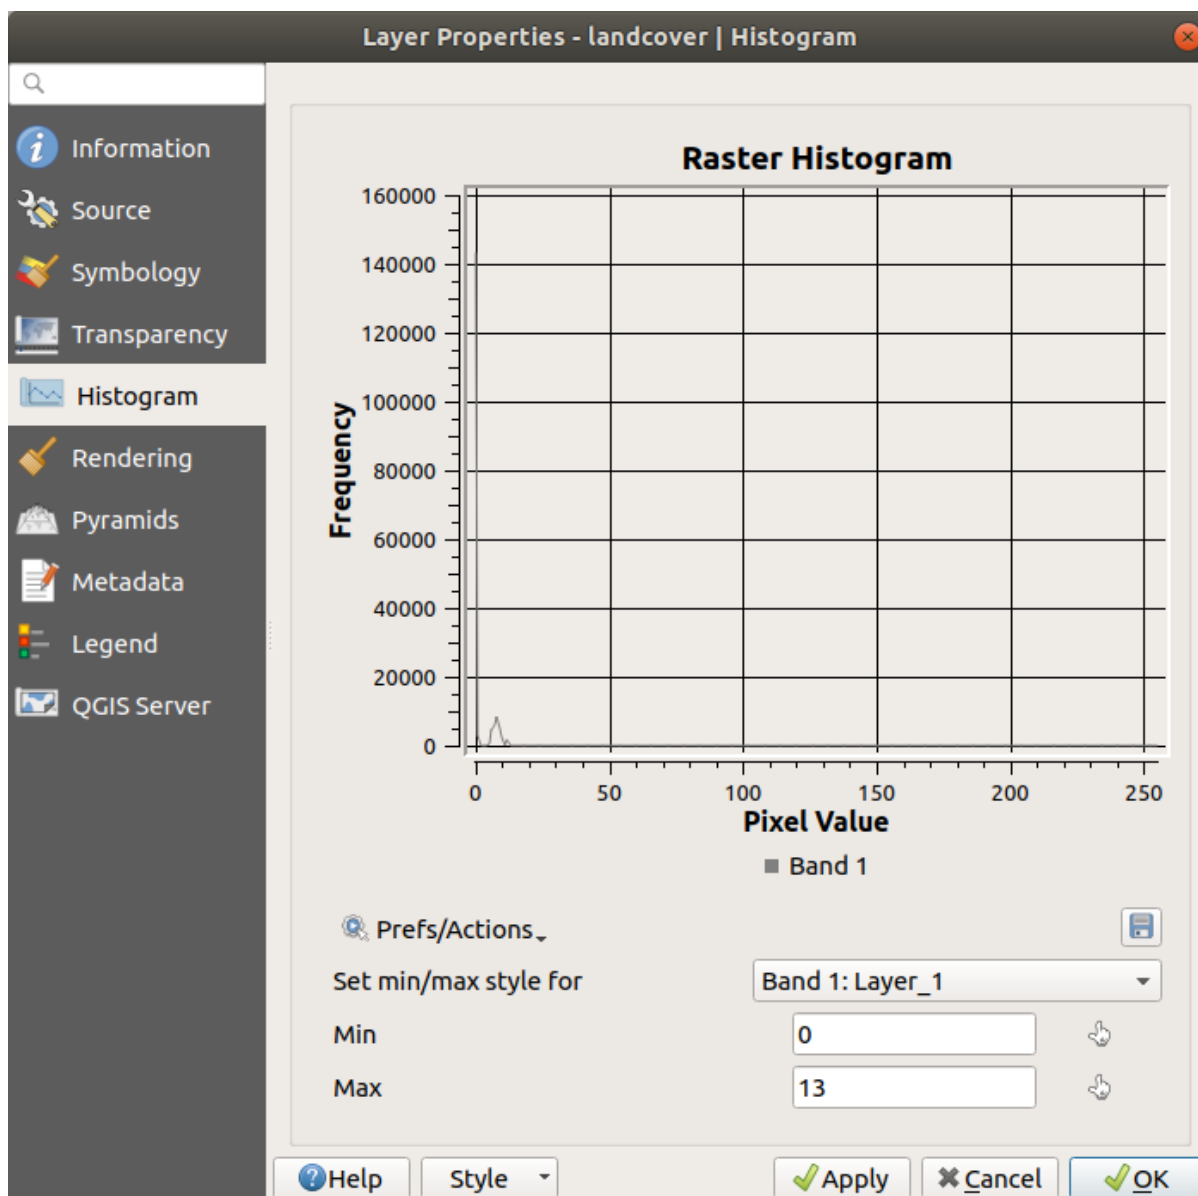 Layer Properties - landcover | Histogram
Information
Source
Symbology
Transparency
Histogram
Rendering
Pyramids
Metadata
Legend
QGIS Server
Raster Histogram
160000
140000
120000
100000
80000
60000
40000
20000
0
Frequency
0 50 100 150 200 250
Pixel Value
Band 1
Prefs/Actions
Set min/max style for Band 1: Layer_1
Min 0
Max 13
Help Style Apply Cancel OK